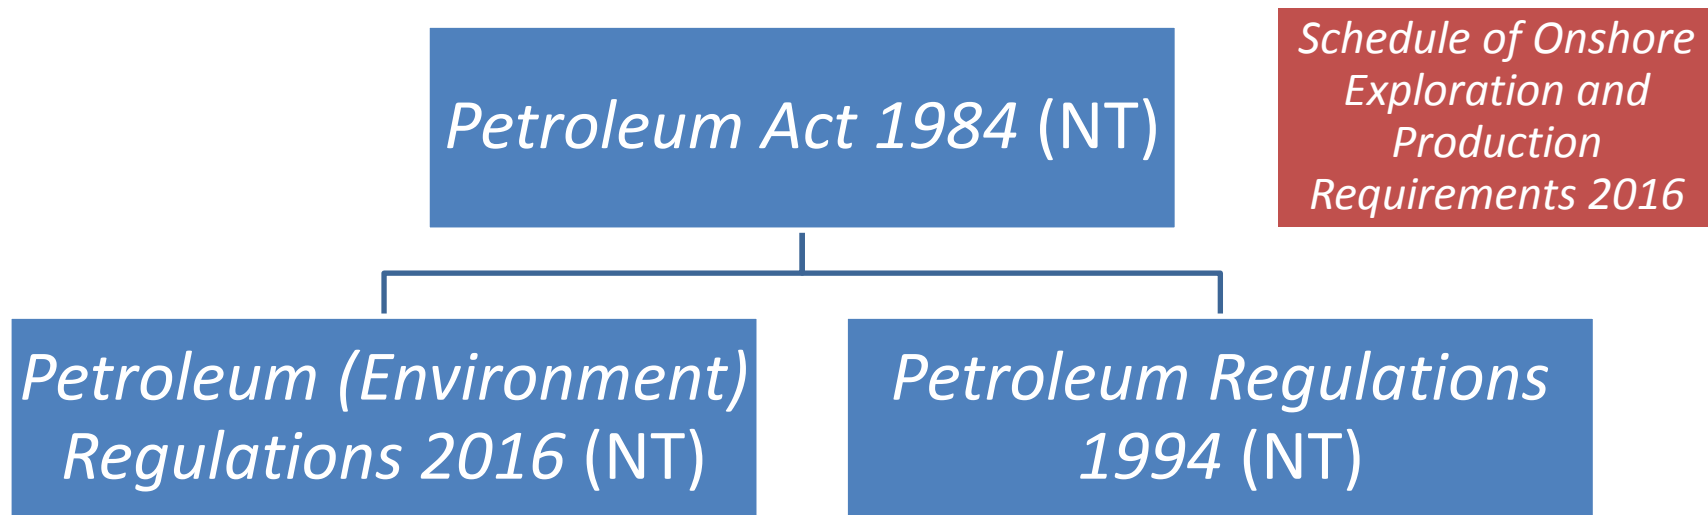 Petroleum Act 1984 (NT)
Schedule of Onshore
Exploration and
Production
Requirements 2016
Petroleum (Environment)
Regulations 2016 (NT)
Petroleum Regulations
1994 (NT)